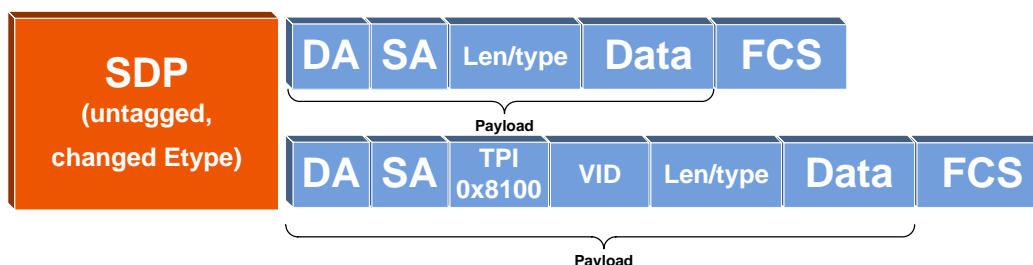 SDP
(untagged,
changed Etype)
DA SA Len/type Data FCS
Payload
DA SA TPI 0x8100 VID Len/type Data FCS
Payload